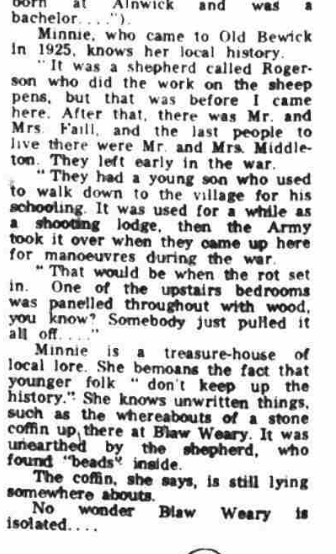 born at Alnwick and was a
bachelor....").
Minnie, who came to Old Bewick
in 1925, knows her local history.
"It was a shepherd called Roger-
son who did the work on the sheep
pens, but that was before I came
here. After that, there was Mr. and
Mrs. Faill, and the last people to
live there were Mr. and Mrs. Middle-
ton. They left early in the war.
"They had a young son who used
to walk down to the village for his
schooling. It was used for a while as
a shooting lodge, then the Army
took it over when they came up here
for manoeuvres during the war.
"That would be when the rot set
in. One of the upstairs bedrooms
was panelled throughout with wood,
you know? Somebody just pulled it
all off...."
Minnie is a treasure-house of
local lore. She bemoans the fact that
younger folk "don't keep up the
history." She knows unwritten things,
such as the whereabouts of a stone
coffin up there at Blaw Weary. It was
unearthed by the shepherd, who
found "beads" inside.
The coffin, she says, is still lying
somewhere abouts.
No wonder Blaw Weary is
isolated....